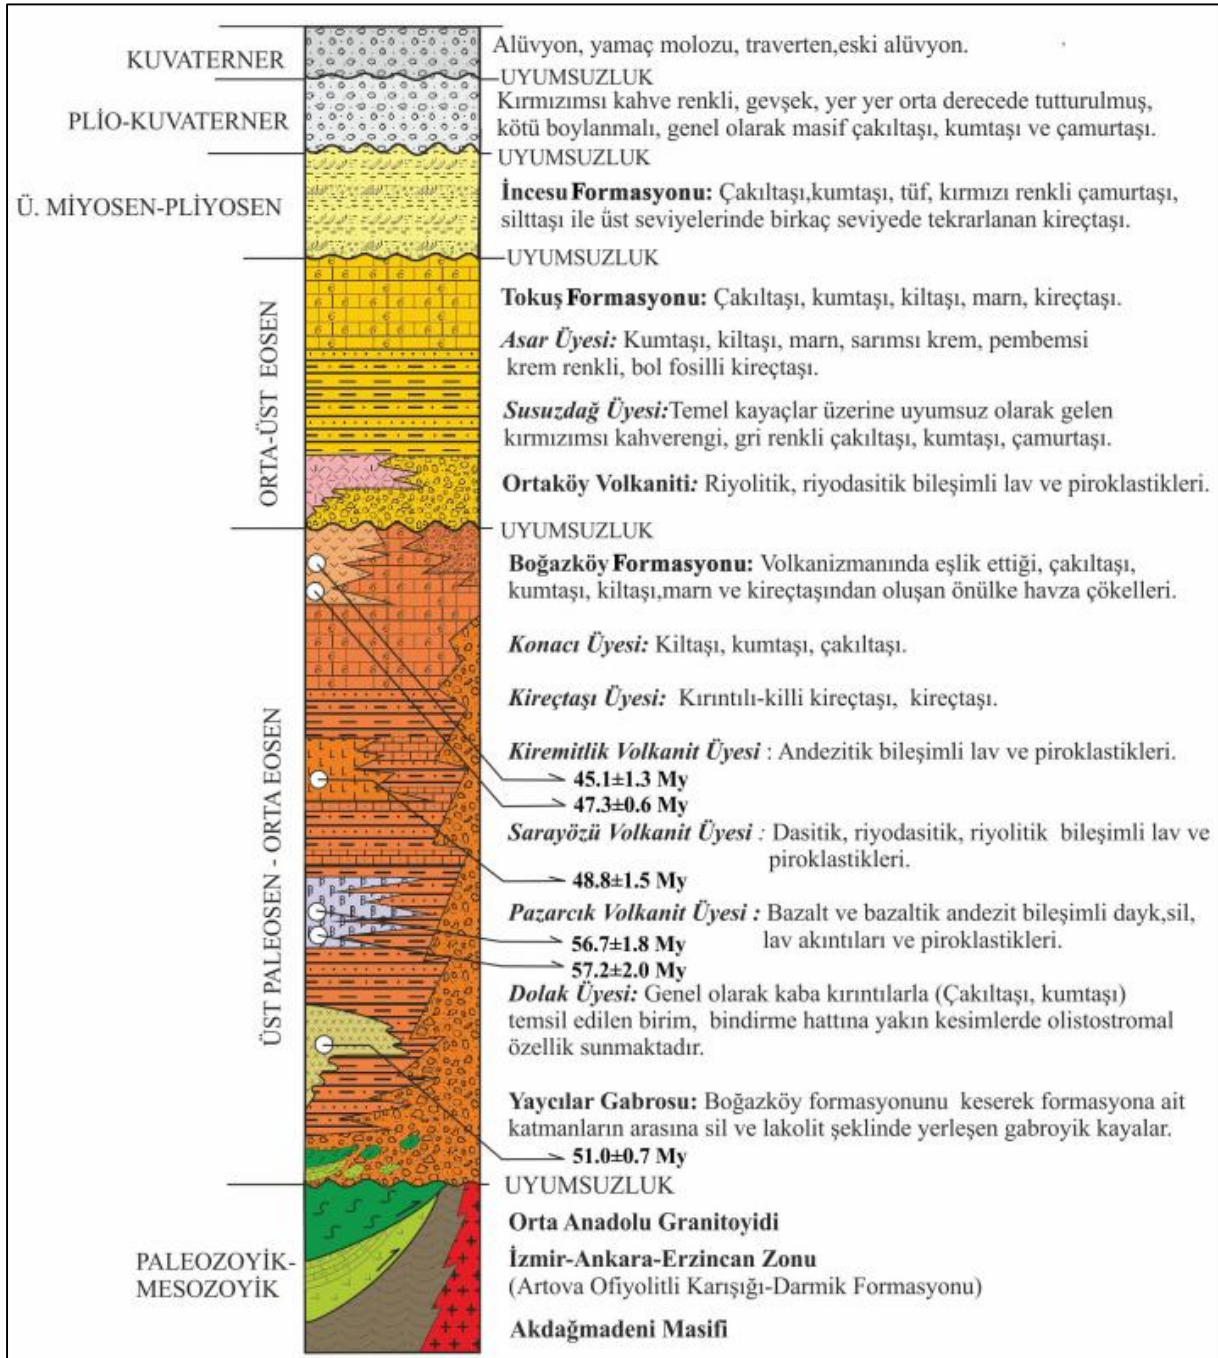 KUVATERNER
Alüvyon, yamaç molozu, traverten,eski alüvyon.
UYUMSUZLUK
PLİO-KUVATERNER
Kırmızımsı kahve renkli, gevşek, yer yer orta derecede tutturulmuş,
kötü boylanmalı, genel olarak masif çakıltaşı, kumtaşı ve çamurtaşı.
UYUMSUZLUK
Ü. MİYOSEN-PLİYOSEN
İncesu Formasyonu: Çakıltaşı,kumtaşı, tüf, kırmızı renkli çamurtaşı,
silttaşı ile üst seviyelerinde birkaç seviyede tekrarlanan kireçtaşı.
UYUMSUZLUK
ORTA-ÜST EOSEN
Tokuş Formasyonu: Çakıltaşı, kumtaşı, kiltaşı, marn, kireçtaşı.
Asar Üyesi: Kumtaşı, kiltaşı, marn, sarımsı krem, pembemsi
krem renkli, bol fosilli kireçtaşı.
Susuzdağ Üyesi:Temel kayaçlar üzerine uyumsuz olarak gelen
kırmızımsı kahverengi, gri renkli çakıltaşı, kumtaşı, çamurtaşı.
Ortaköy Volkaniti: Riyolitik, riyodasitik bileşimli lav ve piroklastikleri.
UYUMSUZLUK
ÜST PALEOSEN - ORTA EOSEN
Boğazköy Formasyonu: Volkanizmanında eşlik ettiği, çakıltaşı,
kumtaşı, kiltaşı,marn ve kireçtaşından oluşan önülke havza çökelleri.
Konacı Üyesi: Kiltaşı, kumtaşı, çakıltaşı.
Kireçtaşı Üyesi: Kırıntılı-killi kireçtaşı, kireçtaşı.
Kiremitlik Volkanit Üyesi : Andezitik bileşimli lav ve piroklastikleri.
45.1±1.3 My
47.3±0.6 My
Sarayözü Volkanit Üyesi : Dasitik, riyodasitik, riyolitik bileşimli lav ve
piroklastikleri.
48.8±1.5 My
Pazarcık Volkanit Üyesi : Bazalt ve bazaltik andezit bileşimli dayk,sil,
lav akıntıları ve piroklastikleri.
56.7±1.8 My
57.2±2.0 My
Dolak Üyesi: Genel olarak kaba kırıntılarla (Çakıltaşı, kumtaşı)
temsil edilen birim, bindirme hattına yakın kesimlerde olistostromal
özellik sunmaktadır.
Yaycılar Gabrosu: Boğazköy formasyonunu keserek formasyona ait
katmanların arasına sil ve lakolit şeklinde yerleşen gabroyik kayalar.
51.0±0.7 My
UYUMSUZLUK
PALEOZOYİK-
MESOZOYİK
Orta Anadolu Granitoyidi
İzmir-Ankara-Erzincan Zonu
(Artova Ofiyolitli Karışığı-Darmik Formasyonu)
Akdağmadeni Masifi